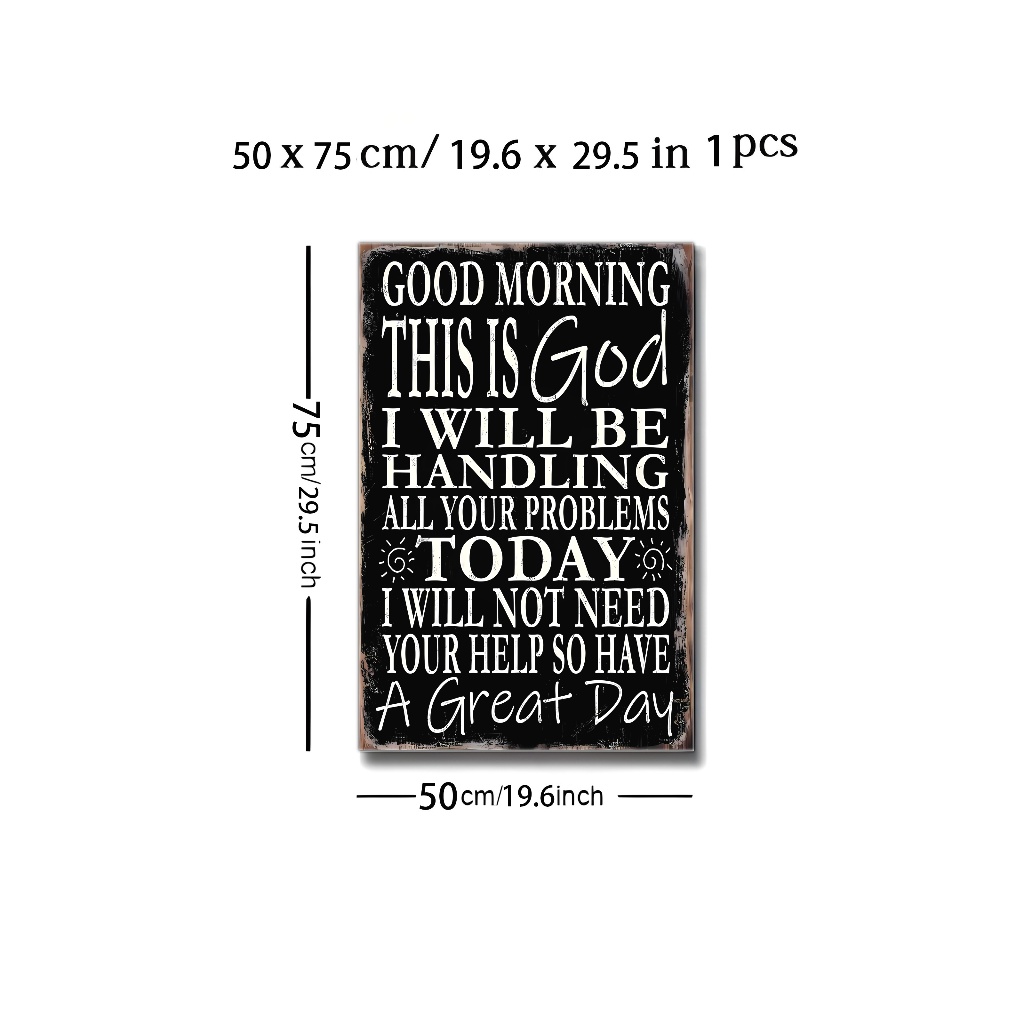 50 x 75 cm/ 19.6 x 29.5 in 1 pcs
GOOD MORNING
THIS IS God
I WILL BE
HANDLING
ALL YOUR PROBLEMS
TODAY
I WILL NOT NEED
YOUR HELP SO HAVE
A Great Day
75cm/29.5inch
50cm/19.6inch